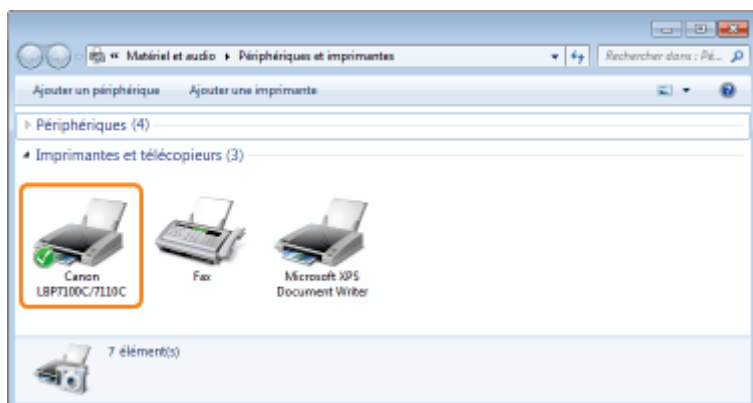 « Matériel et audio ▸ Périphériques et imprimantes
Rechercher dans : Pé...
Ajouter un périphérique Ajouter une imprimante
Périphériques (4)
Imprimantes et télécopieurs (3)
Canon
LBP7100C/7110C
Fax
Microsoft XPS
Document Writer
7 élément(s)